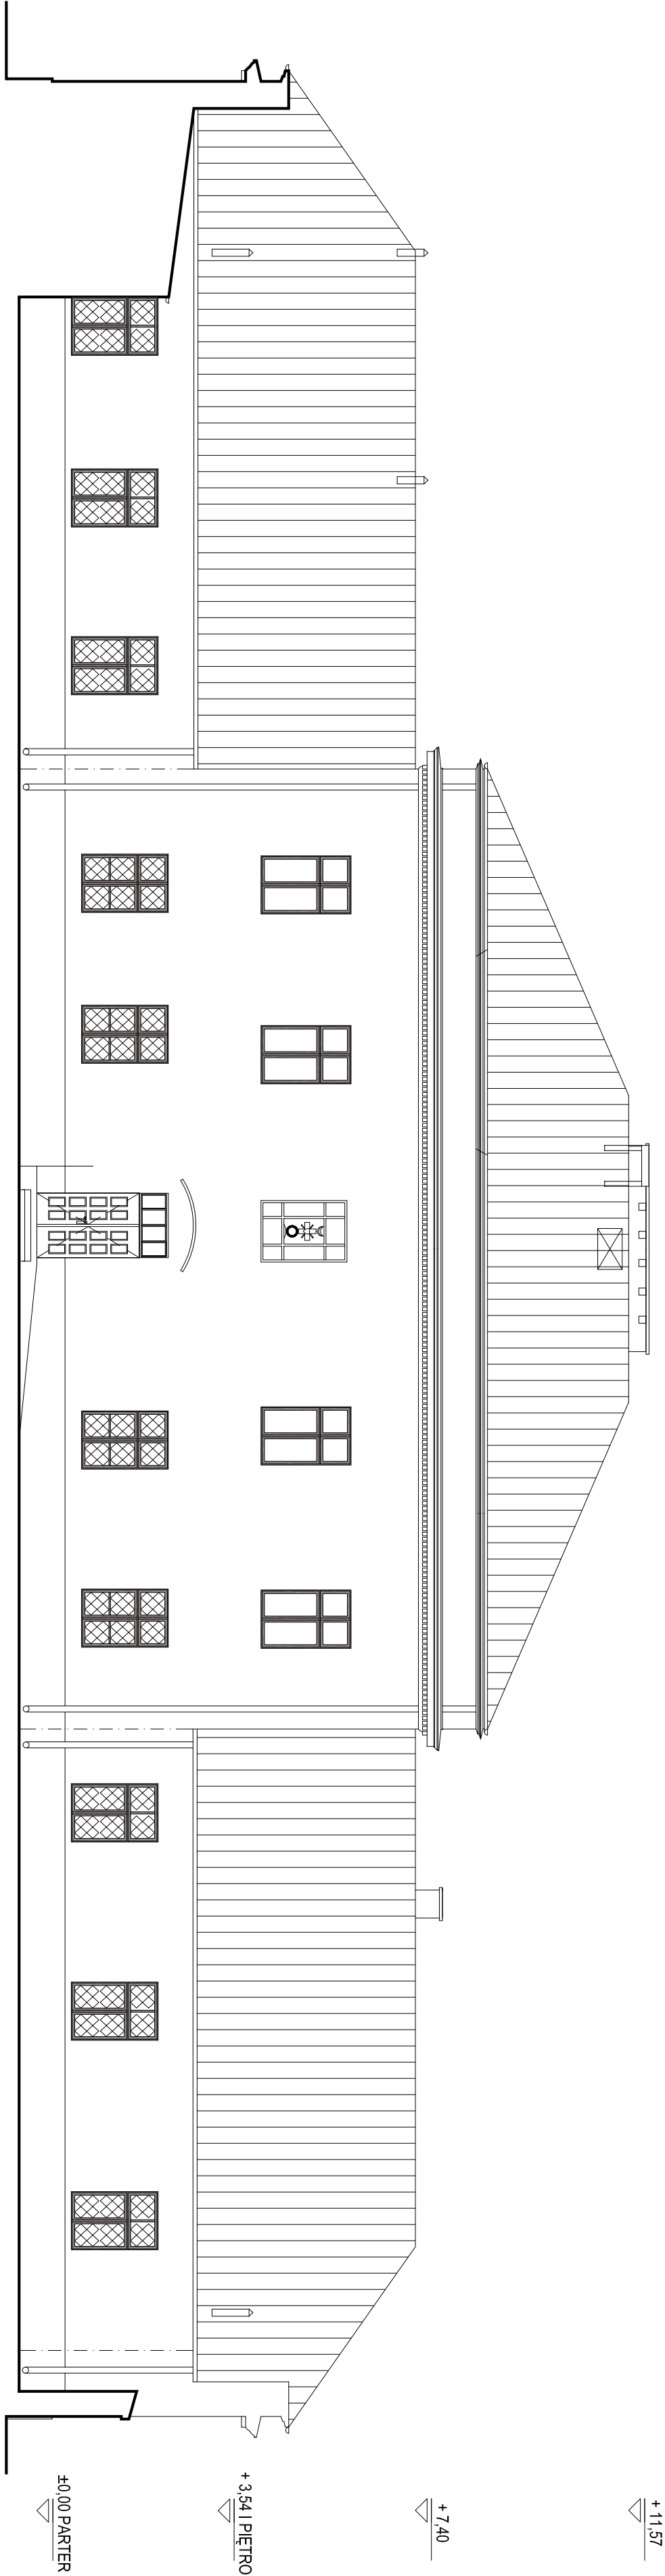 + 11,57
+ 7,40
+ 3,54 I PIĘTRO
±0,00 PARTER